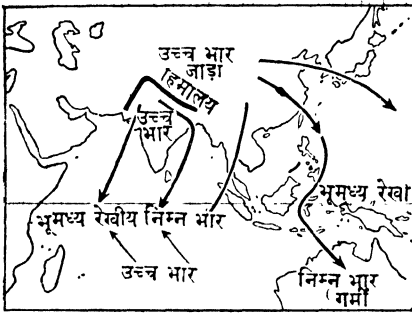 उच्च भार
जाड़ा
हिमालय
उच्च
भार
भूमध्य रेखा
भूमध्य रेखीय निम्न भार
उच्च भार
निम्न भार
गर्मी